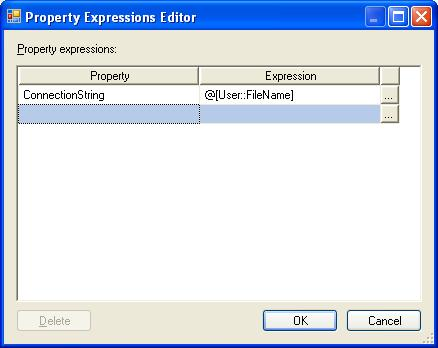 Property Expressions Editor
Property expressions:
Property Expression
ConnectionString @[User::FileName] ...
...
Delete OK Cancel